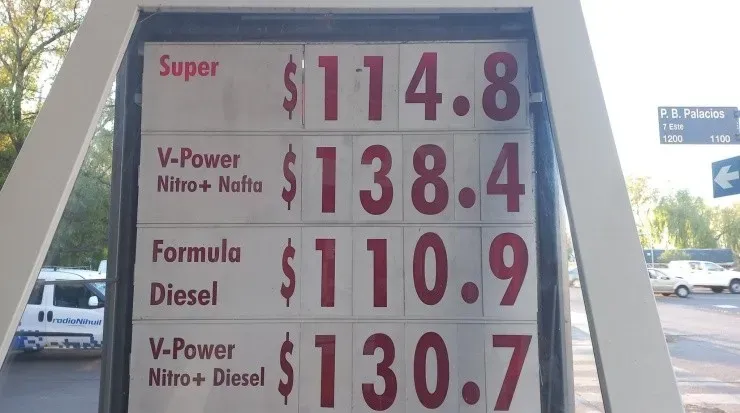 Super $114.8
V-Power
Nitro+ Nafta $138.4
Formula
Diesel $110.9
V-Power
Nitro+ Diesel $130.7
P. B. Palacios
7 Este
1200 1100
radioNihuil